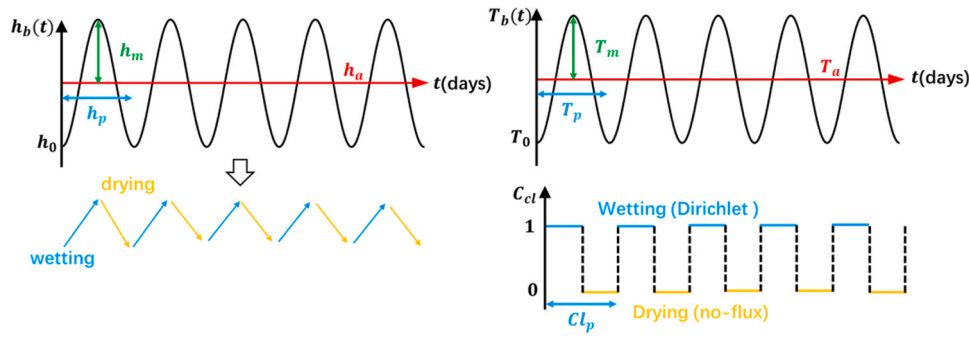 h_b(t)
h_m
h_a
t(days)
h_p
h_0
drying
wetting
T_b(t)
T_m
T_a
t(days)
T_p
T_0
C_cl
1
Wetting (Dirichlet )
0
Cl_p
Drying (no-flux)